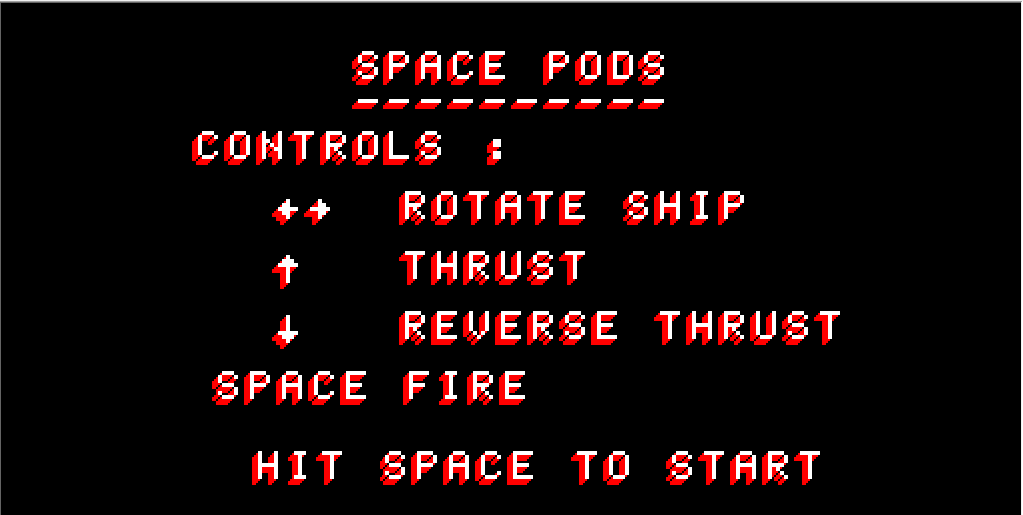 SPACE PODS
----------
CONTROLS :
←→ ROTATE SHIP
↑ THRUST
↓ REVERSE THRUST
SPACE FIRE
HIT SPACE TO START